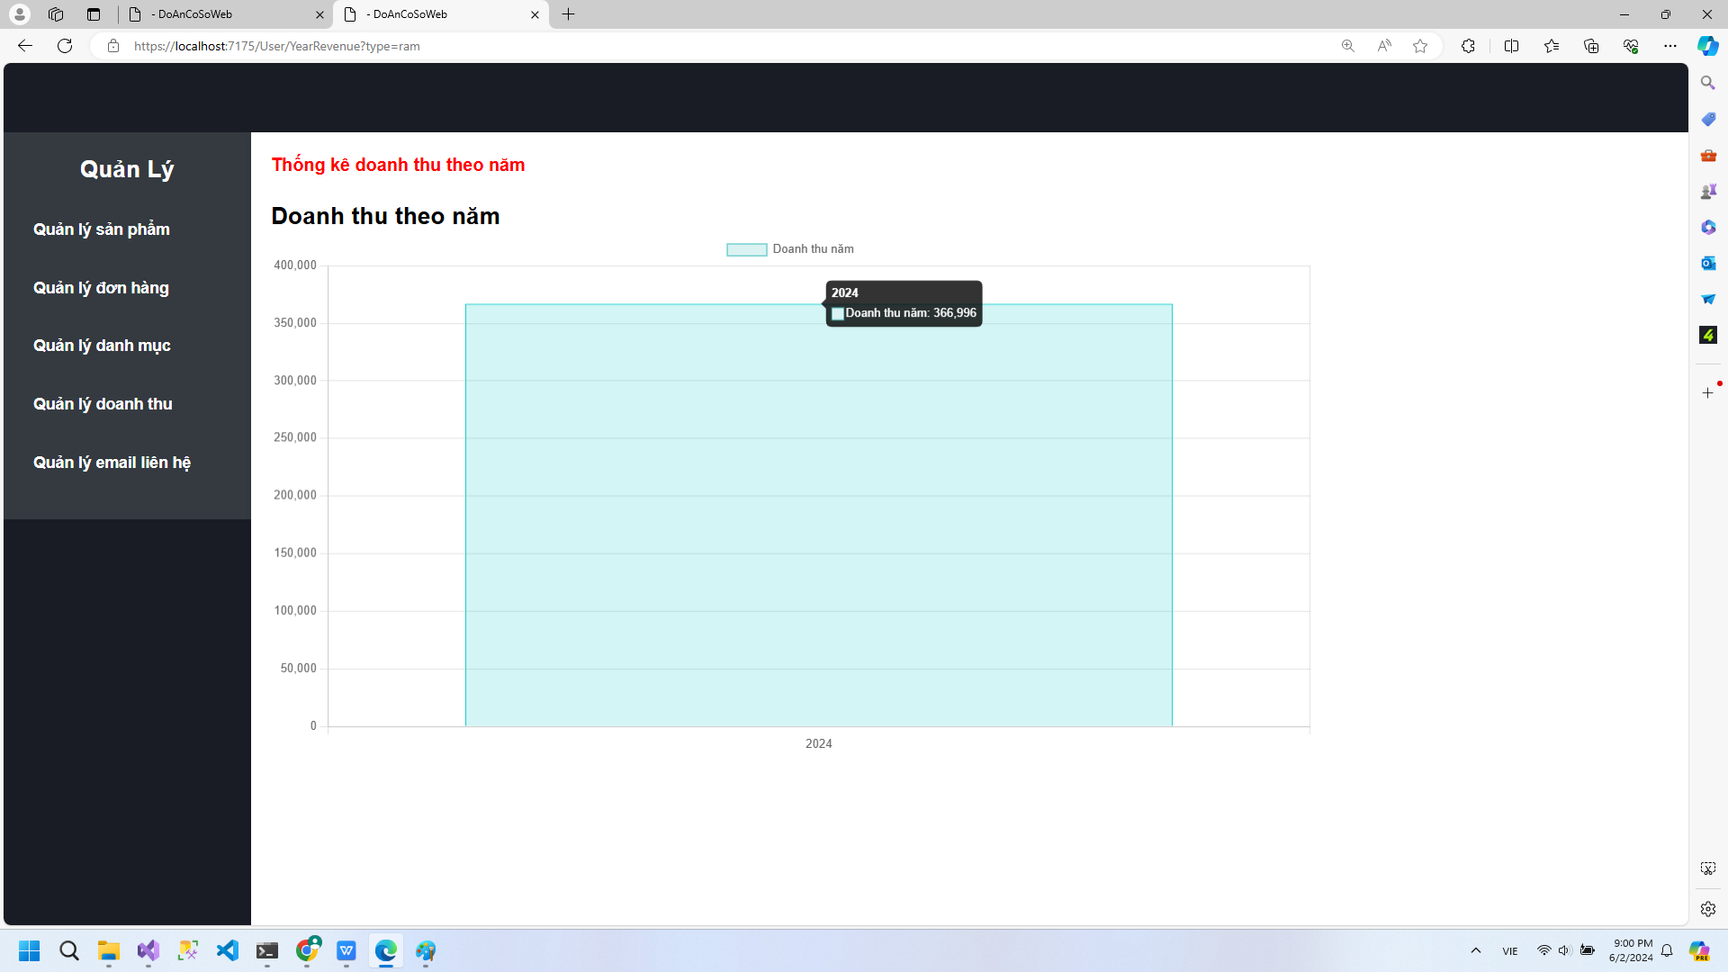 - DoAnCoSoWeb
- DoAnCoSoWeb
https://localhost:7175/User/YearRevenue?type=ram
Quản Lý
Quản lý sản phẩm
Quản lý đơn hàng
Quản lý danh mục
Quản lý doanh thu
Quản lý email liên hệ
Thống kê doanh thu theo năm
Doanh thu theo năm
Doanh thu năm
400,000
350,000
300,000
250,000
200,000
150,000
100,000
50,000
0
2024
Doanh thu năm: 366,996
2024
VIE
9:00 PM
6/2/2024
PRE